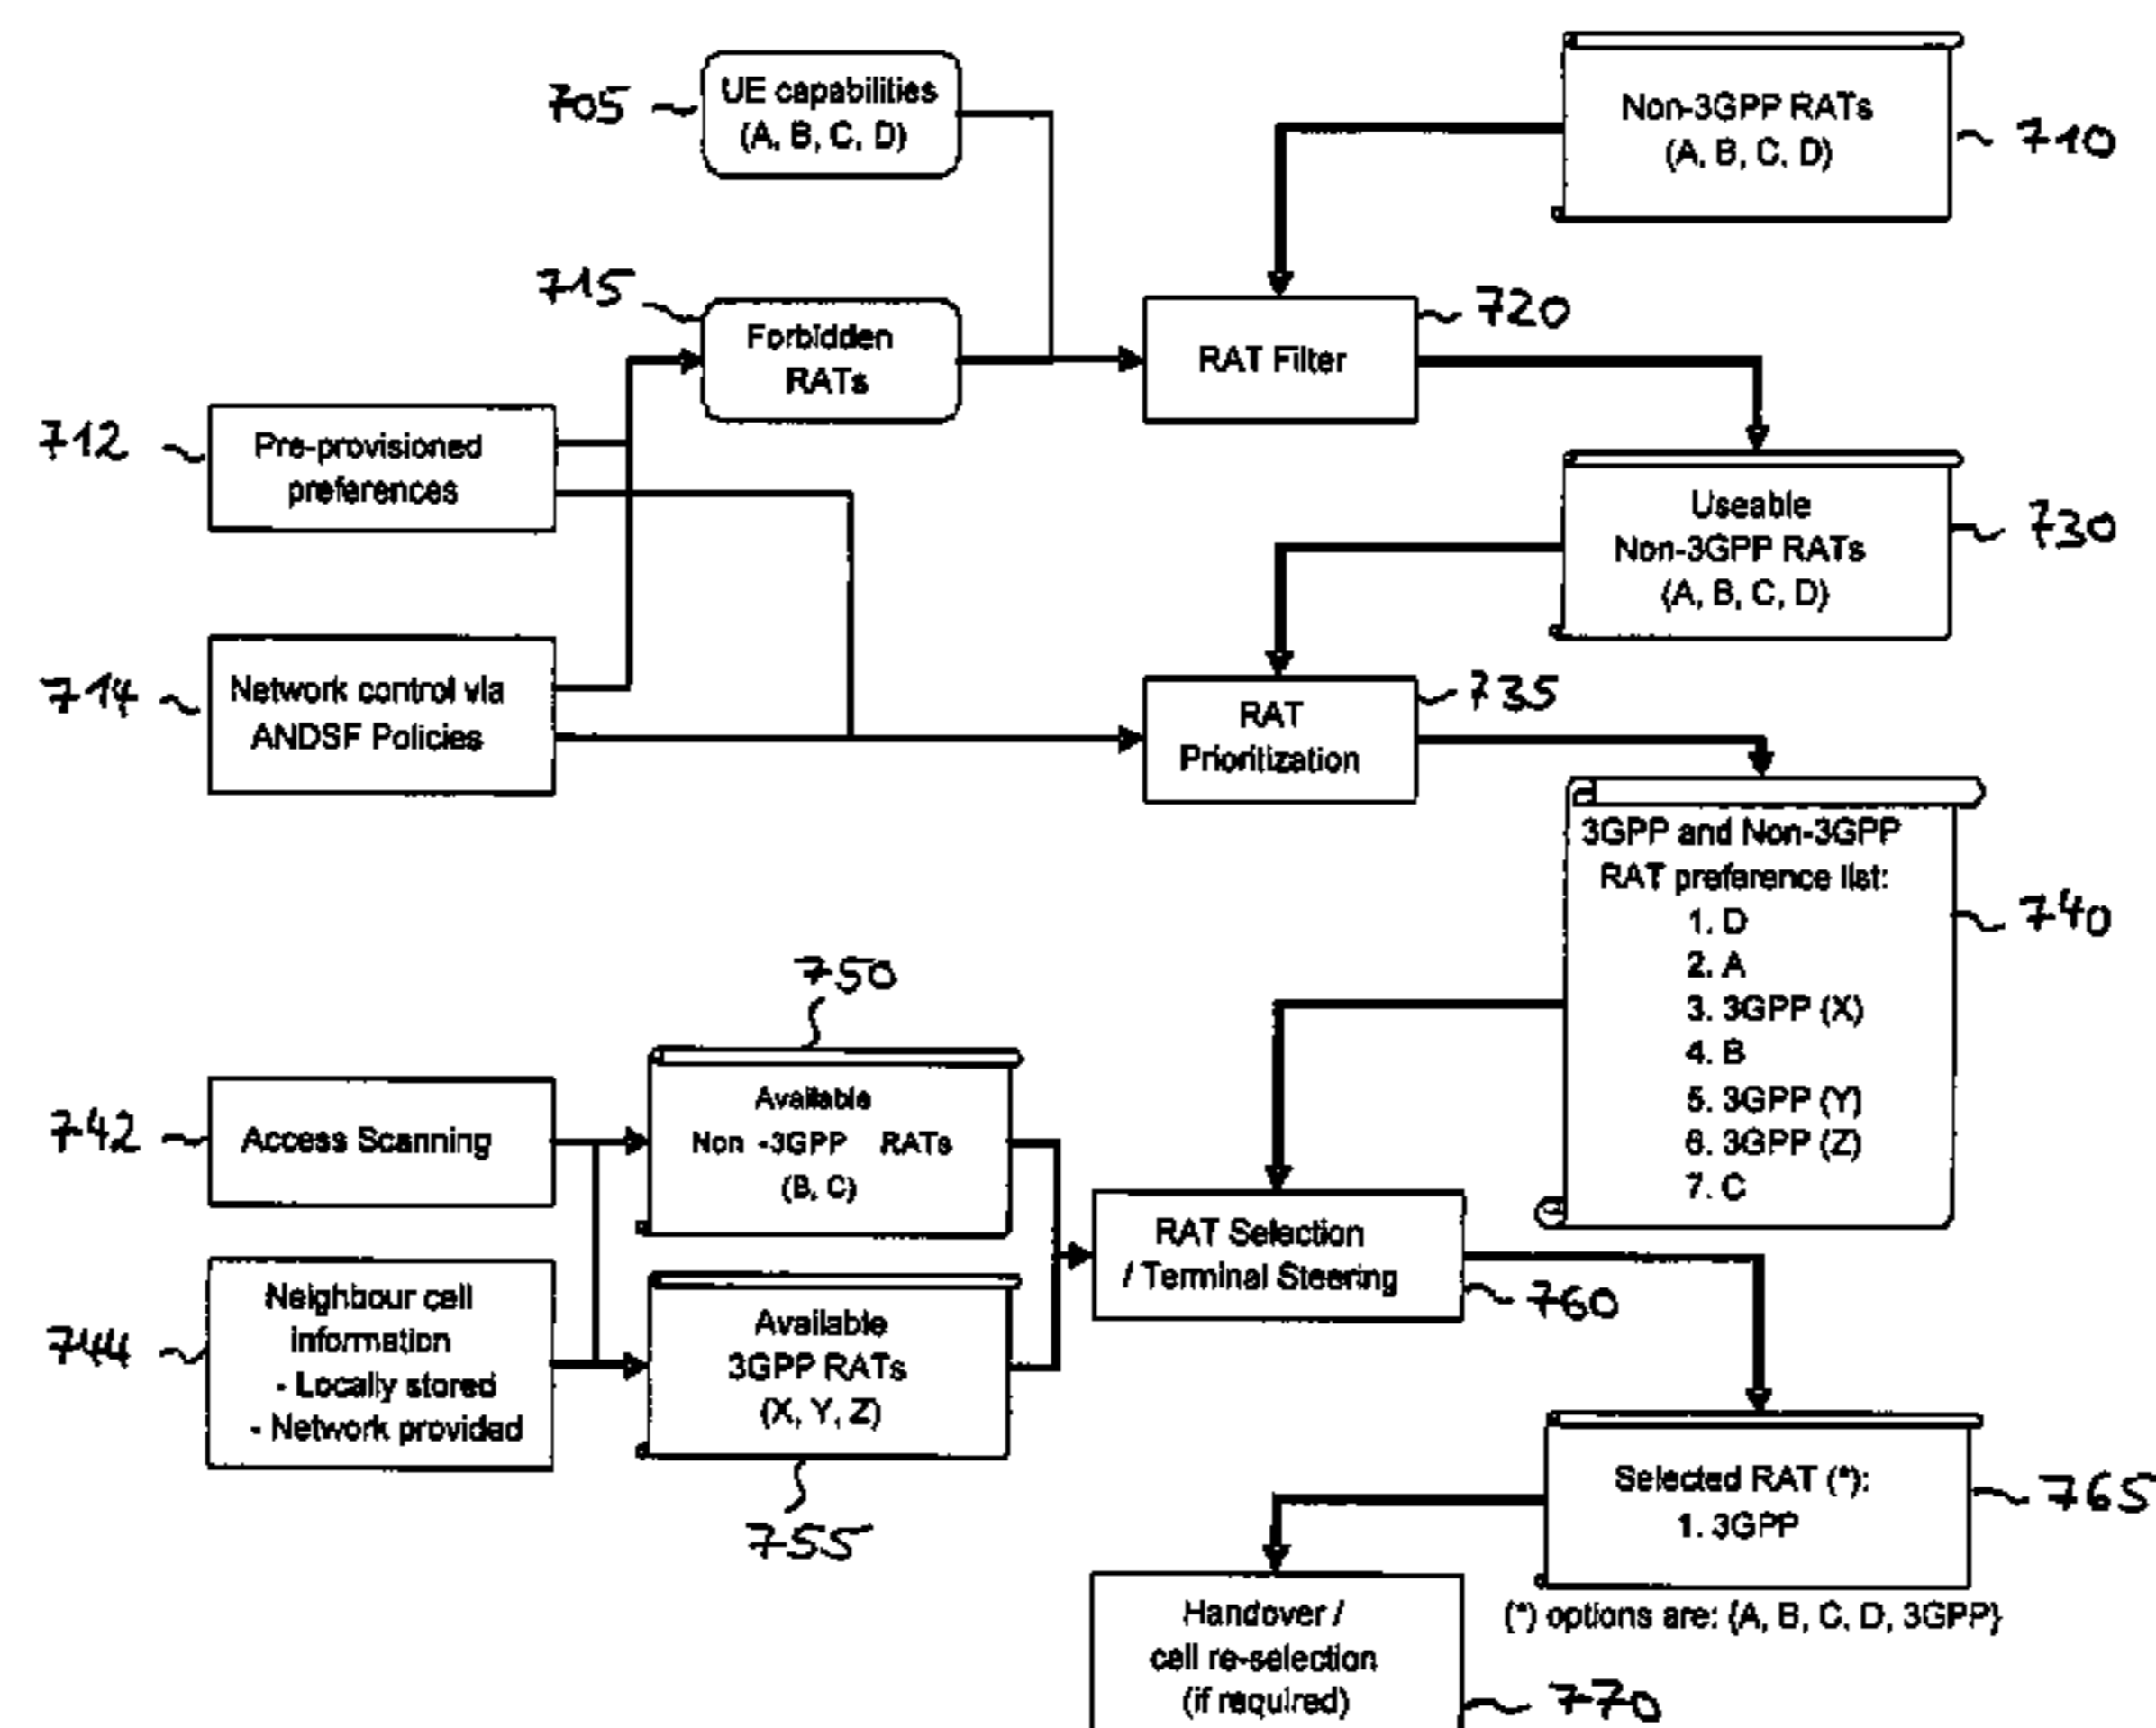 705
UE capabilities
(A, B, C, D)
Non-3GPP RATs
(A, B, C, D)
710
715
Forbidden
RATs
720
RAT Filter
712
Pre-provisioned
preferences
Useable
Non-3GPP RATs
(A, B, C, D)
730
714
Network control via
ANDSF Policies
735
RAT
Prioritization
3GPP and Non-3GPP
RAT preference list:
1. D
2. A
3. 3GPP (X)
4. B
5. 3GPP (Y)
6. 3GPP (Z)
7. C
740
750
742
Access Scanning
Available
Non -3GPP RATs
(B, C)
RAT Selection
/ Terminal Steering
760
744
Neighbour cell
information
- Locally stored
- Network provided
Available
3GPP RATs
(X, Y, Z)
755
Selected RAT (*):
1. 3GPP
765
(*) options are: {A, B, C, D, 3GPP}
Handover /
cell re-selection
(if required)
770